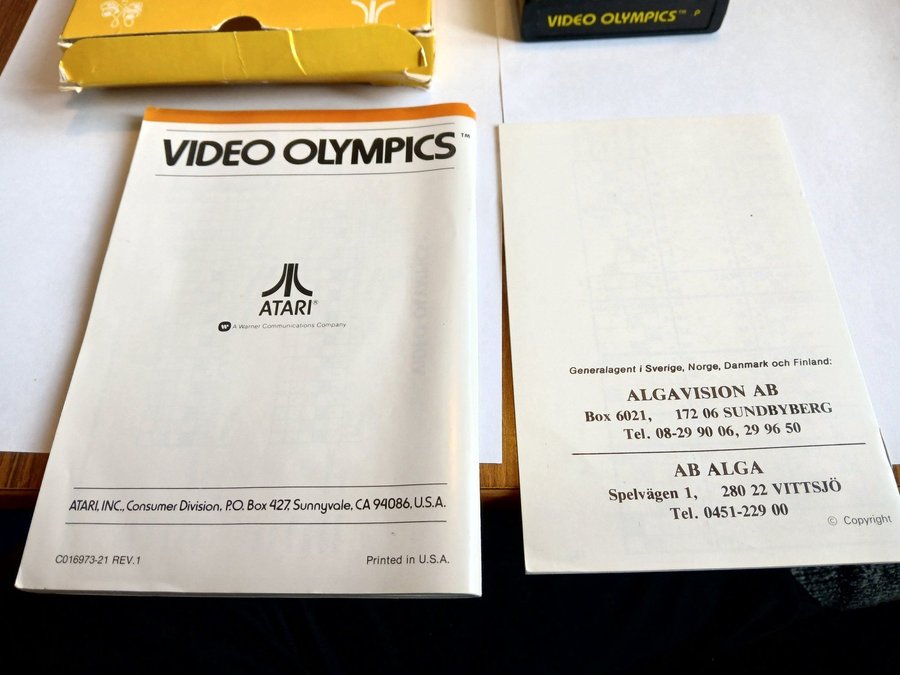 VIDEO OLYMPICS™ P
VIDEO OLYMPICS™
ATARI®
W A Warner Communications Company
ATARI, INC., Consumer Division, P.O. Box 427, Sunnyvale, CA 94086, U.S.A.
C016973-21 REV.1
Printed in U.S.A.
Generalagent i Sverige, Norge, Danmark och Finland:
ALGAVISION AB
Box 6021, 172 06 SUNDBYBERG
Tel. 08-29 90 06, 29 96 50
AB ALGA
Spelvägen 1, 280 22 VITTSJÖ
Tel. 0451-229 00
© Copyright